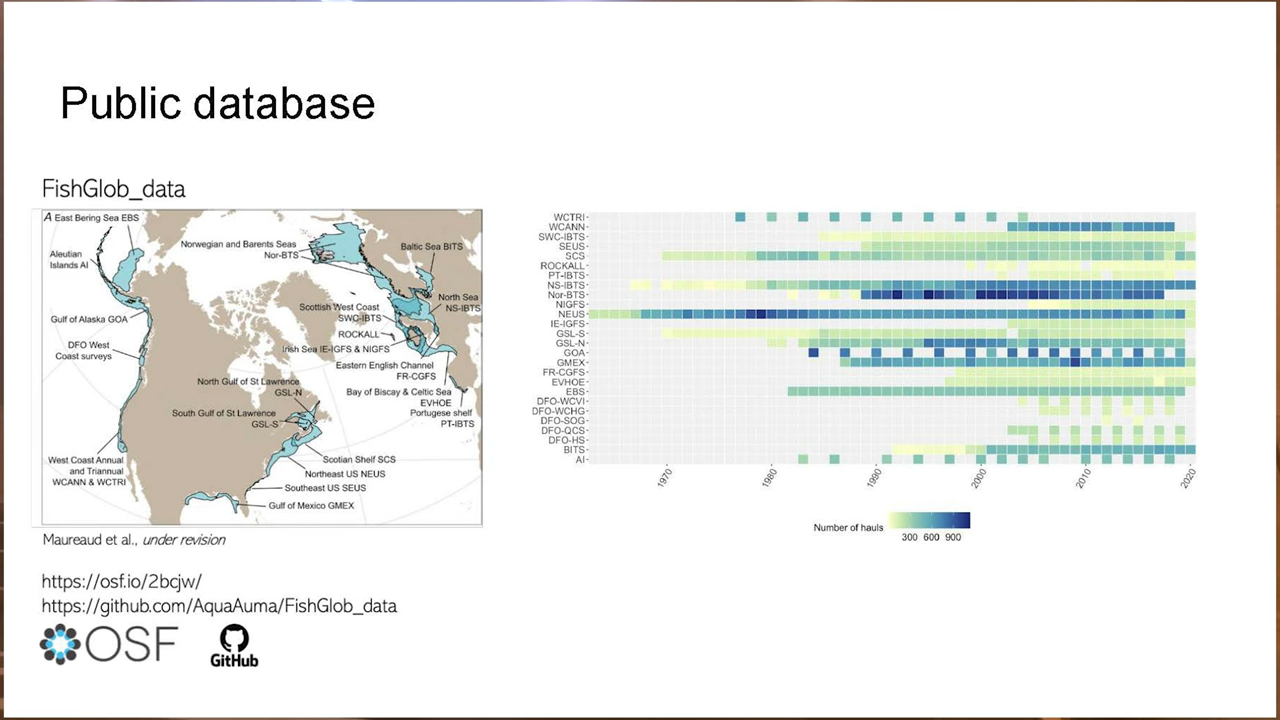 Public database
FishGlob_data
A East Bering Sea EBS
Aleutian
Islands AI
Gulf of Alaska GOA
DFO West
Coast surveys
West Coast Annual
and Triannual
WCANN & WCTRI
Norwegian and Barents Seas
Nor-BTS
Baltic Sea BITS
North Sea
NS-IBTS
Scottish West Coast
SWC-IBTS
ROCKALL
Irish Sea IE-IGFS & NIGFS
Eastern English Channel
FR-CGFS
Bay of Biscay & Celtic Sea
EVHOE
Portugese shelf
PT-IBTS
North Gulf of St Lawrence
GSL-N
South Gulf of St Lawrence
GSL-S
Scotian Shelf SCS
Northeast US NEUS
Southeast US SEUS
Gulf of Mexico GMEX
Maureaud et al., under revision
https://osf.io/2bcjw/
https://github.com/AquaAuma/FishGlob_data
OSF
GitHub
WCTRI
WCANN
SWC-IBTS
SEUS
SCS
ROCKALL
PT-IBTS
NS-IBTS
Nor-BTS
NIGFS
NEUS
IE-IGFS
GSL-S
GSL-N
GOA
GMEX
FR-CGFS
EVHOE
EBS
DFO-WCVI
DFO-WCHG
DFO-SOG
DFO-QCS
DFO-HS
BITS
AI
1970 1980 1990 2000 2010 2020
Number of hauls
300 600 900